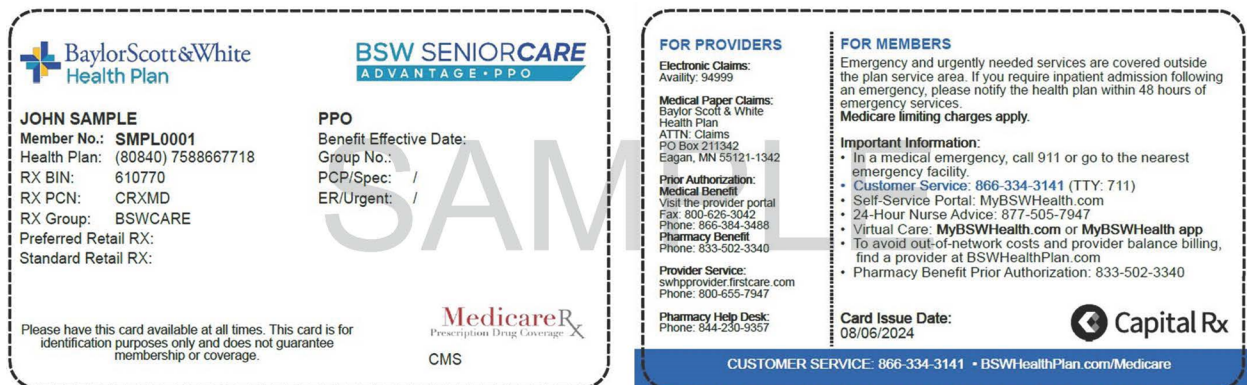 BaylorScott&White
Health Plan
BSW SENIORCARE
ADVANTAGE • PPO
JOHN SAMPLE
Member No.: SMPL0001
Health Plan: (80840) 7588667718
RX BIN: 610770
RX PCN: CRXMD
RX Group: BSWCARE
Preferred Retail RX:
Standard Retail RX:
PPO
Benefit Effective Date:
Group No.:
PCP/Spec: /
ER/Urgent: /
Please have this card available at all times. This card is for
identification purposes only and does not guarantee
membership or coverage.
MedicareRx
Prescription Drug Coverage
CMS
SAMPLE
FOR PROVIDERS
Electronic Claims:
Availity: 94999
Medical Paper Claims:
Baylor Scott & White
Health Plan
ATTN: Claims
PO Box 211342
Eagan, MN 55121-1342
Prior Authorization:
Medical Benefit
Visit the provider portal
Fax: 800-626-3042
Phone: 866-384-3488
Pharmacy Benefit
Phone: 833-502-3340
Provider Service:
swhpprovider.firstcare.com
Phone: 800-655-7947
Pharmacy Help Desk:
Phone: 844-230-9357
FOR MEMBERS
Emergency and urgently needed services are covered outside
the plan service area. If you require inpatient admission following
an emergency, please notify the health plan within 48 hours of
emergency services.
Medicare limiting charges apply.
Important Information:
• In a medical emergency, call 911 or go to the nearest
emergency facility.
• Customer Service: 866-334-3141 (TTY: 711)
• Self-Service Portal: MyBSWHealth.com
• 24-Hour Nurse Advice: 877-505-7947
• Virtual Care: MyBSWHealth.com or MyBSWHealth app
• To avoid out-of-network costs and provider balance billing,
find a provider at BSWHealthPlan.com
• Pharmacy Benefit Prior Authorization: 833-502-3340
Card Issue Date:
08/06/2024
Capital Rx
CUSTOMER SERVICE: 866-334-3141 • BSWHealthPlan.com/Medicare